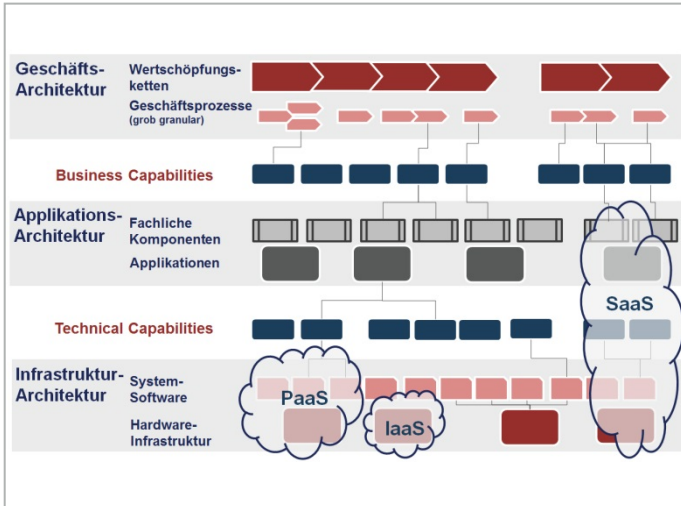 Geschäfts-
Architektur
Wertschöpfungs-
ketten
Geschäftsprozesse
(grob granular)
Business Capabilities
Applikations-
Architektur
Fachliche
Komponenten
Applikationen
SaaS
Technical Capabilities
Infrastruktur-
Architektur
System-
Software
PaaS
Hardware-
Infrastruktur
IaaS